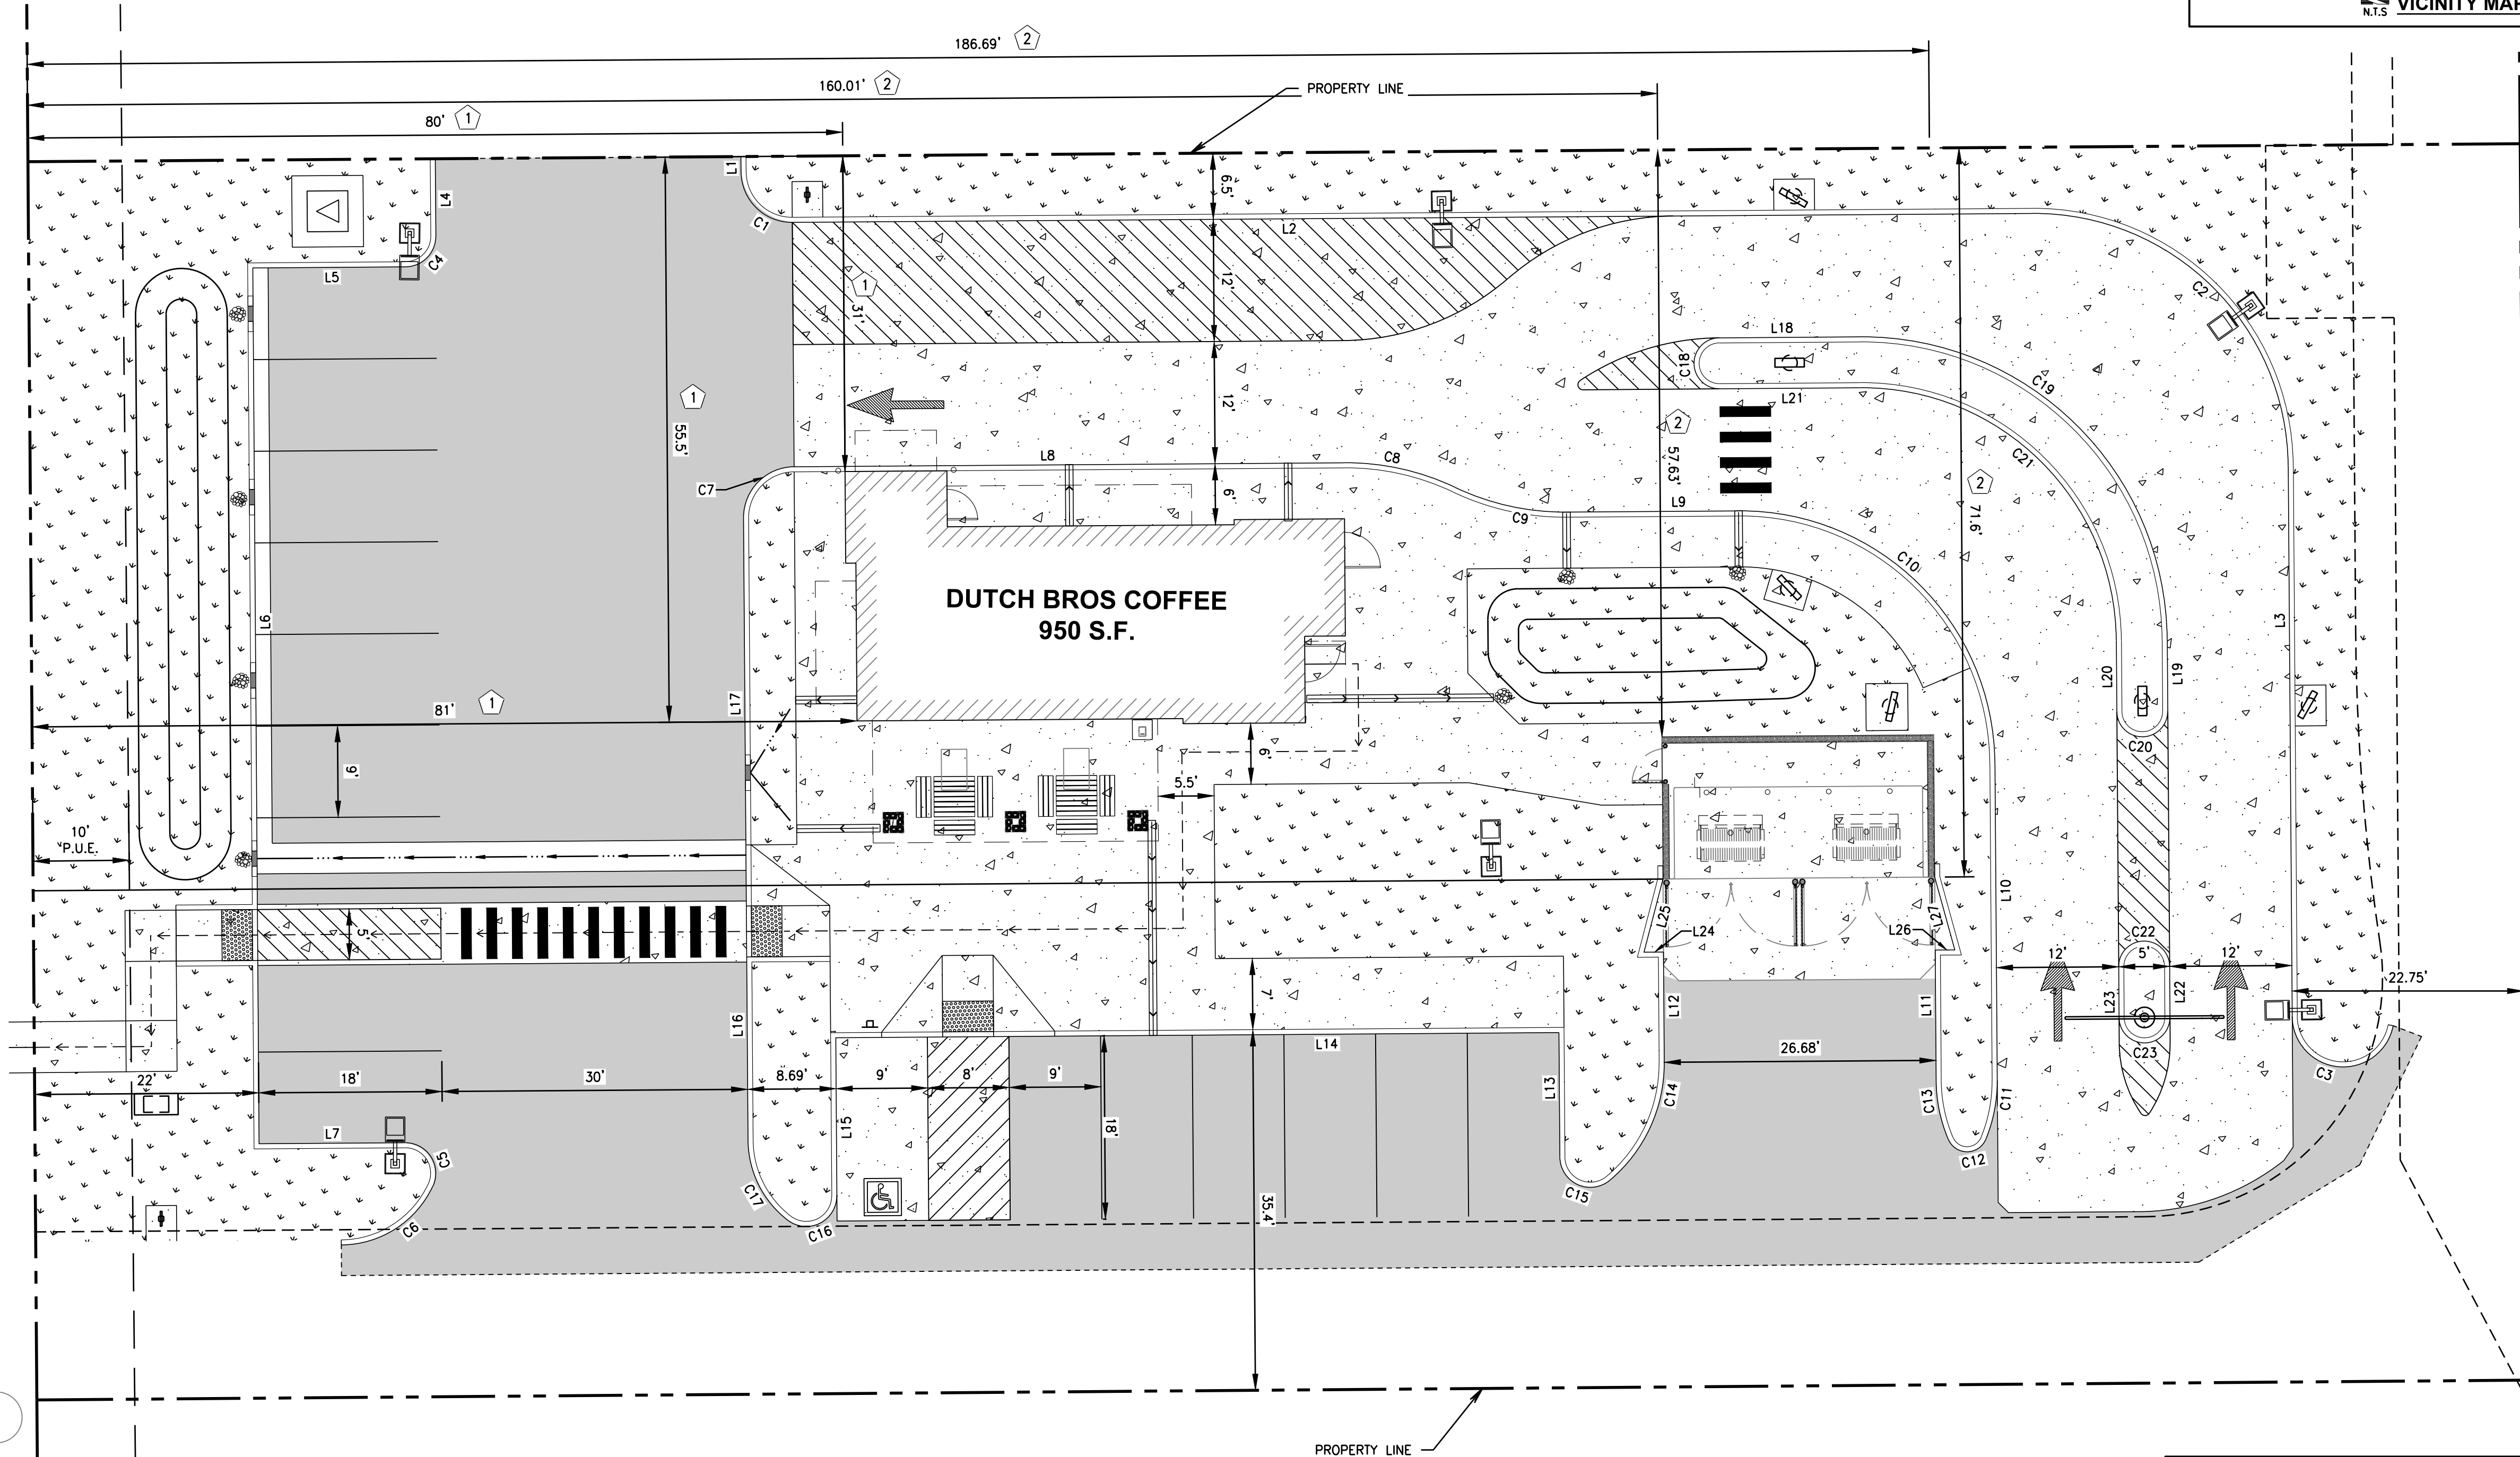 N.T.S VICINITY MAP
186.69' 2
160.01' 2
PROPERTY LINE
80' 1
L1
L4
6.5'
C1
L2
C4
L5
1
31'
12'
C2
L18
C18
C19
1
12'
L21
2
55.5'
57.63'
L8
C8
C21
C7
6'
L9
C9
2
71.6'
C10
DUTCH BROS COFFEE
950 S.F.
L6
L3
L17
L20
L19
81' 1
C20
6'
9'
5.5'
10'
P.U.E.
L10
L25
L27
L24
L26
C22
5'
12'
5'
12'
22.75'
7'
L12
L11
L23
L22
L16
L14
26.68'
C23
C3
22'
18'
30'
8.69'
9'
8'
9'
L13
C14
C13
C11
L15
18'
L7
C5
C12
C17
C15
C6
C16
35.4'
PROPERTY LINE